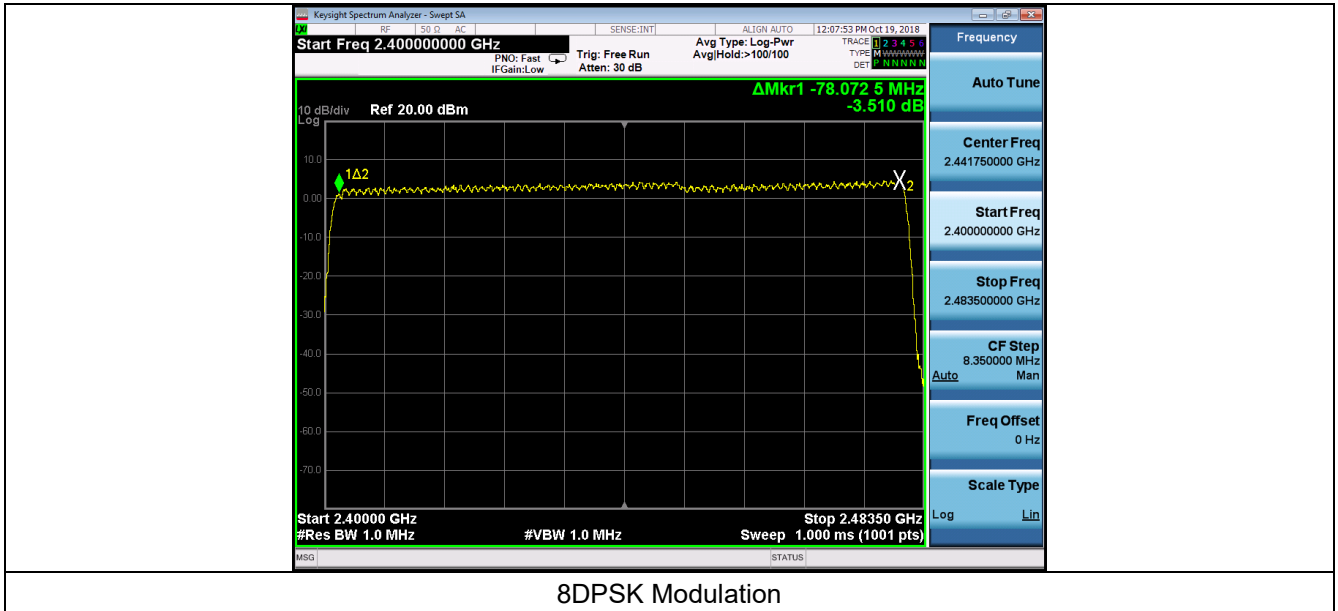 Keysight Spectrum Analyzer - Swept SA
LXI RF 50 Ω AC SENSE:INT ALIGN AUTO 12:07:53 PM Oct 19, 2018
Start Freq 2.400000000 GHz
PNO: Fast
IFGain:Low
Trig: Free Run
Atten: 30 dB
Avg Type: Log-Pwr
Avg|Hold:>100/100
TRACE 1 2 3 4 5 6
TYPE M W W W W W
DET P N N N N N
ΔMkr1 -78.072 5 MHz
-3.510 dB
10 dB/div Ref 20.00 dBm
Log
10.0
0.00
-10.0
-20.0
-30.0
-40.0
-50.0
-60.0
-70.0
1Δ2
2
Start 2.40000 GHz Stop 2.48350 GHz
#Res BW 1.0 MHz #VBW 1.0 MHz Sweep 1.000 ms (1001 pts)
MSG STATUS
Frequency
Auto Tune
Center Freq
2.441750000 GHz
Start Freq
2.400000000 GHz
Stop Freq
2.483500000 GHz
CF Step
8.350000 MHz
Auto Man
Freq Offset
0 Hz
Scale Type
Log Lin
8DPSK Modulation